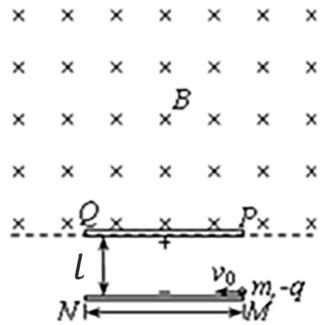 × × × × × × ×
× × × × × × ×
× × × × × × ×
B
× × × × × × ×
× × × × × × ×
Q P
+
l
v₀ m, -q
N − M